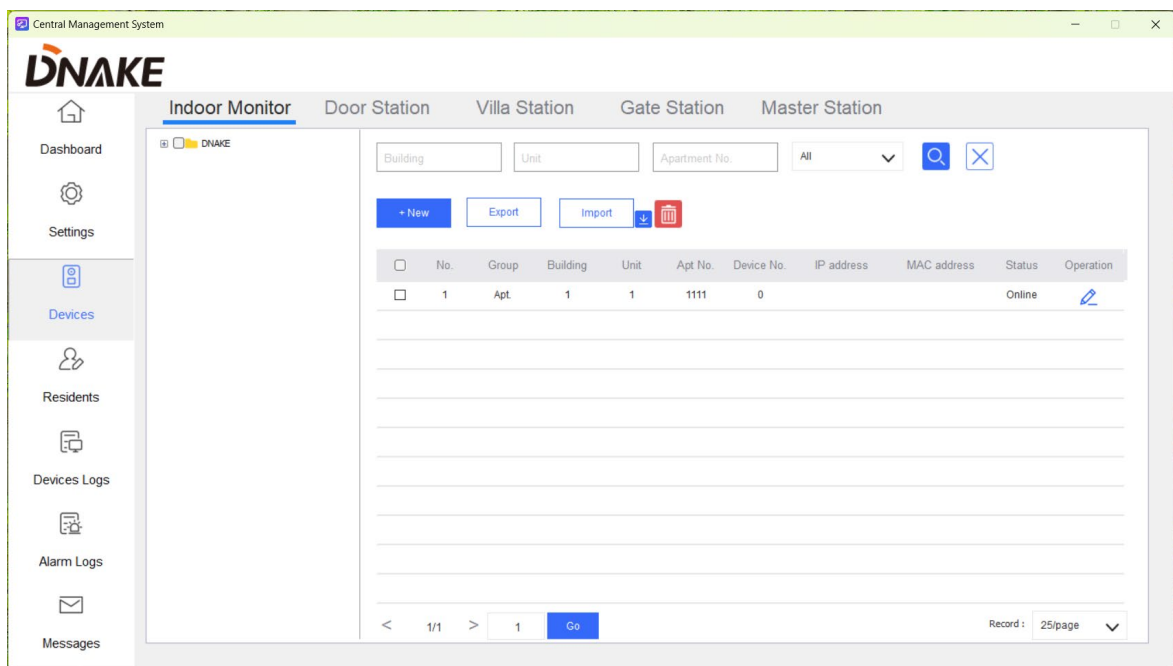 Central Management System
DNAKE
Indoor Monitor Door Station Villa Station Gate Station Master Station
Dashboard
Settings
Devices
Residents
Devices Logs
Alarm Logs
Messages
DNAKE
Building Unit Apartment No. All
+ New Export Import
No. Group Building Unit Apt No. Device No. IP address MAC address Status Operation
1 Apt. 1 1 1111 0 Online
< 1/1 > 1 Go Record : 25/page